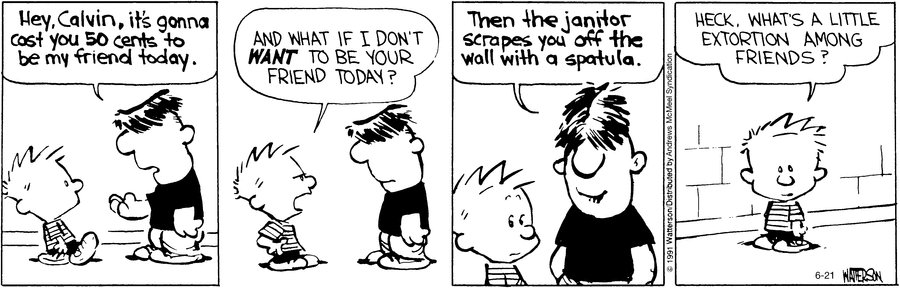 Hey, Calvin, it's gonna
cost you 50 cents to
be my friend today.
AND WHAT IF I DON'T
WANT TO BE YOUR
FRIEND TODAY?
Then the janitor
scrapes you off the
wall with a spatula.
© 1991 Watterson/Distributed by Andrews McMeel Syndication
HECK, WHAT'S A LITTLE
EXTORTION AMONG
FRIENDS?
6-21 WATTERSON